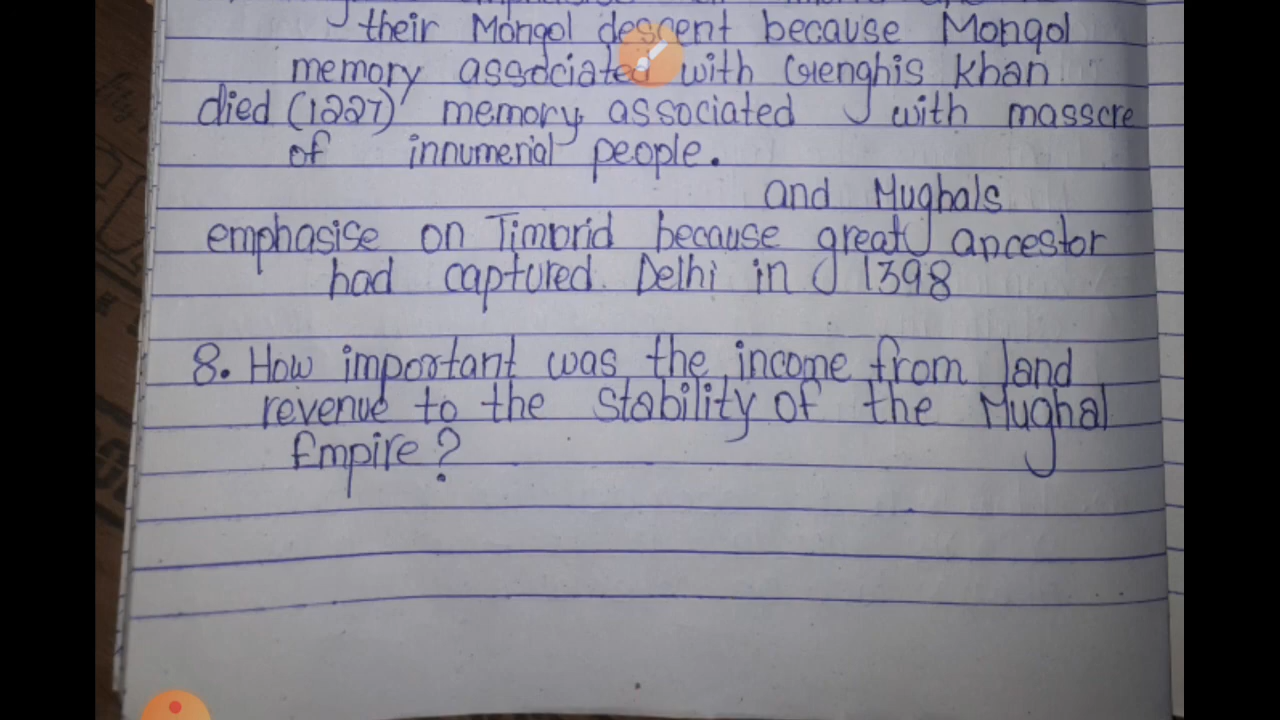 their Mongol descent because Mongol
memory associated with Genghis khan
died (1227) memory associated with masscre
of innumerial people.
and Mughals
emphasise on Timorid because great ancestor
had captured. Delhi in 1398
8. How important was the income from land
revenue to the stability of the Mughal
Empire?